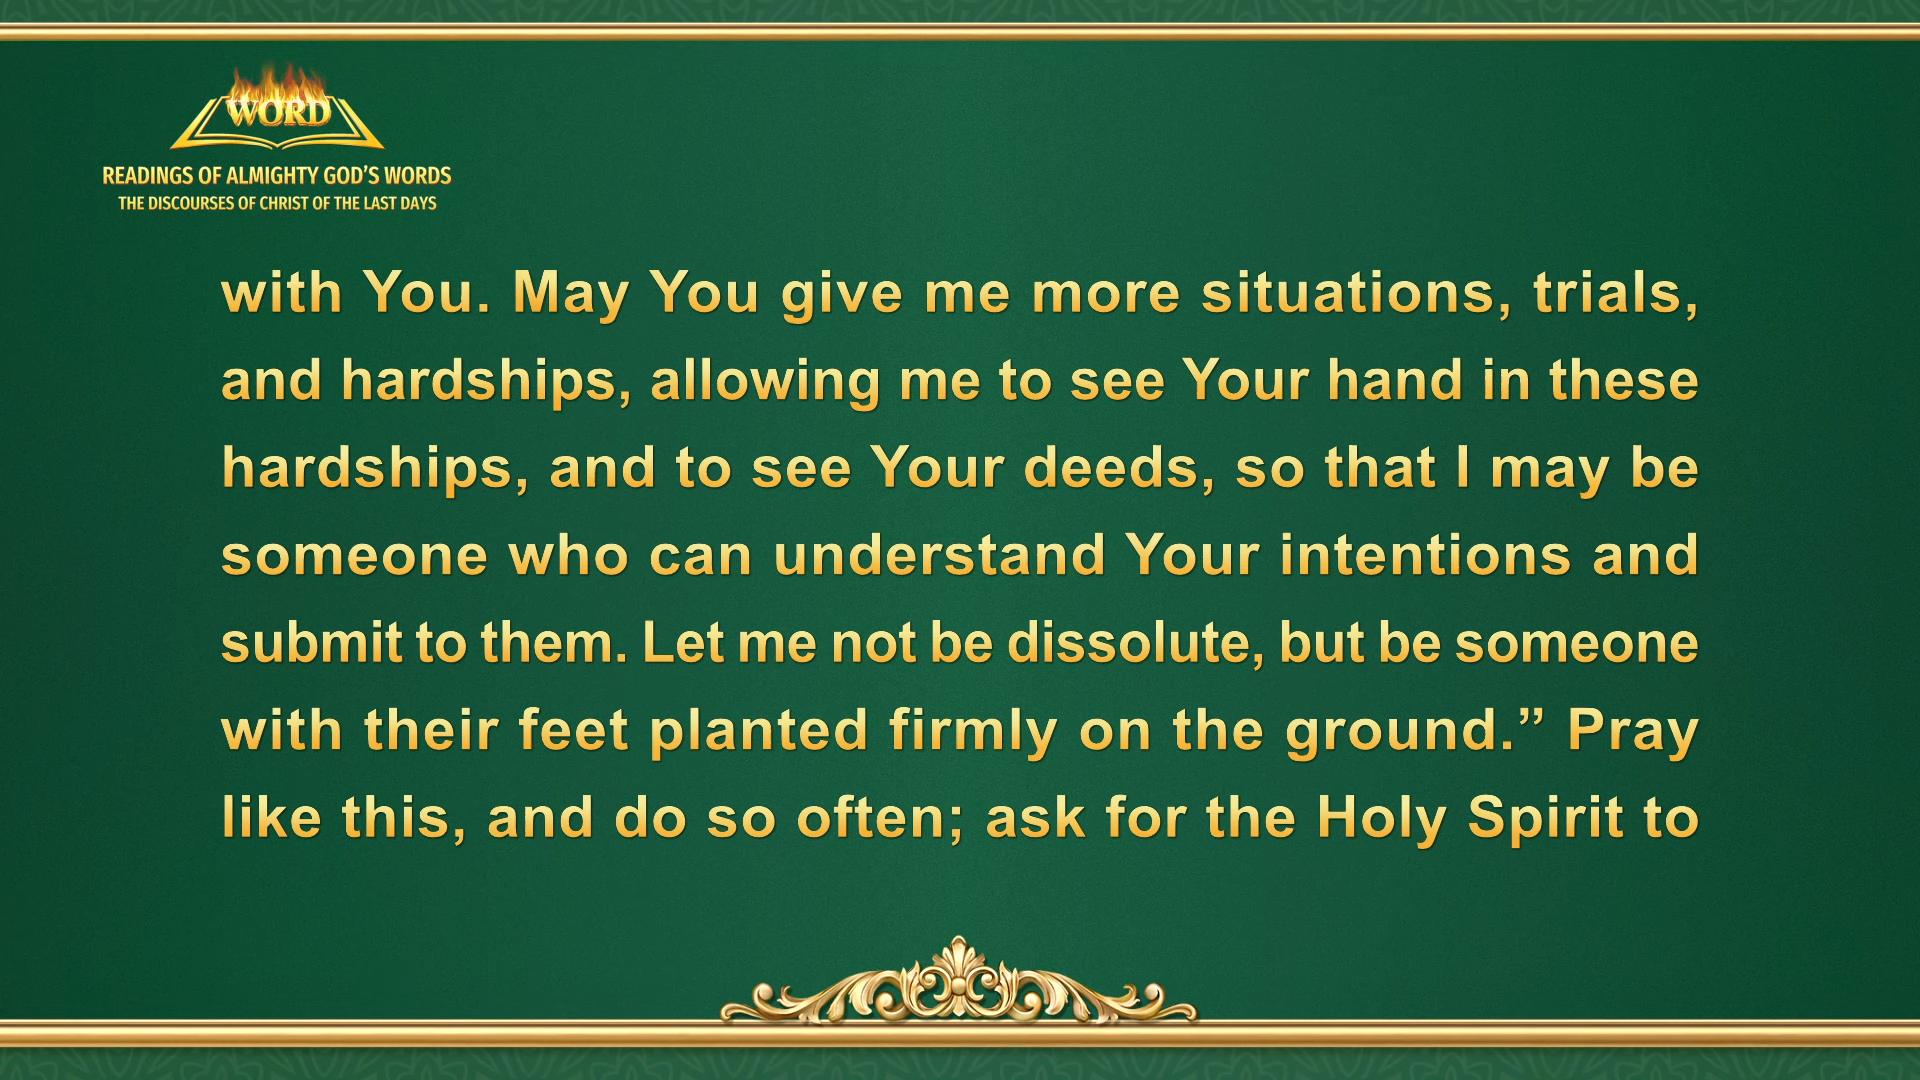 WORD
READINGS OF ALMIGHTY GOD’S WORDS
THE DISCOURSES OF CHRIST OF THE LAST DAYS
with You. May You give me more situations, trials,
and hardships, allowing me to see Your hand in these
hardships, and to see Your deeds, so that I may be
someone who can understand Your intentions and
submit to them. Let me not be dissolute, but be someone
with their feet planted firmly on the ground.” Pray
like this, and do so often; ask for the Holy Spirit to